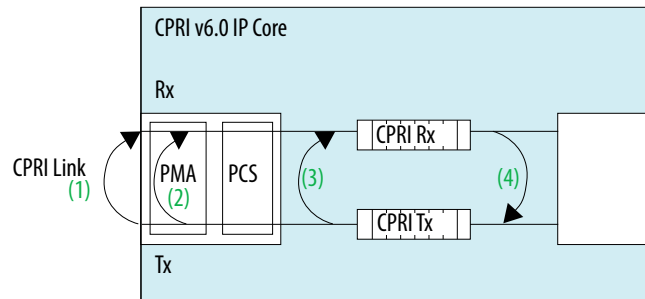 CPRI v6.0 IP Core
Rx
CPRI Rx
CPRI Link
(1)
PMA
(2)
PCS
(3)
(4)
CPRI Tx
Tx